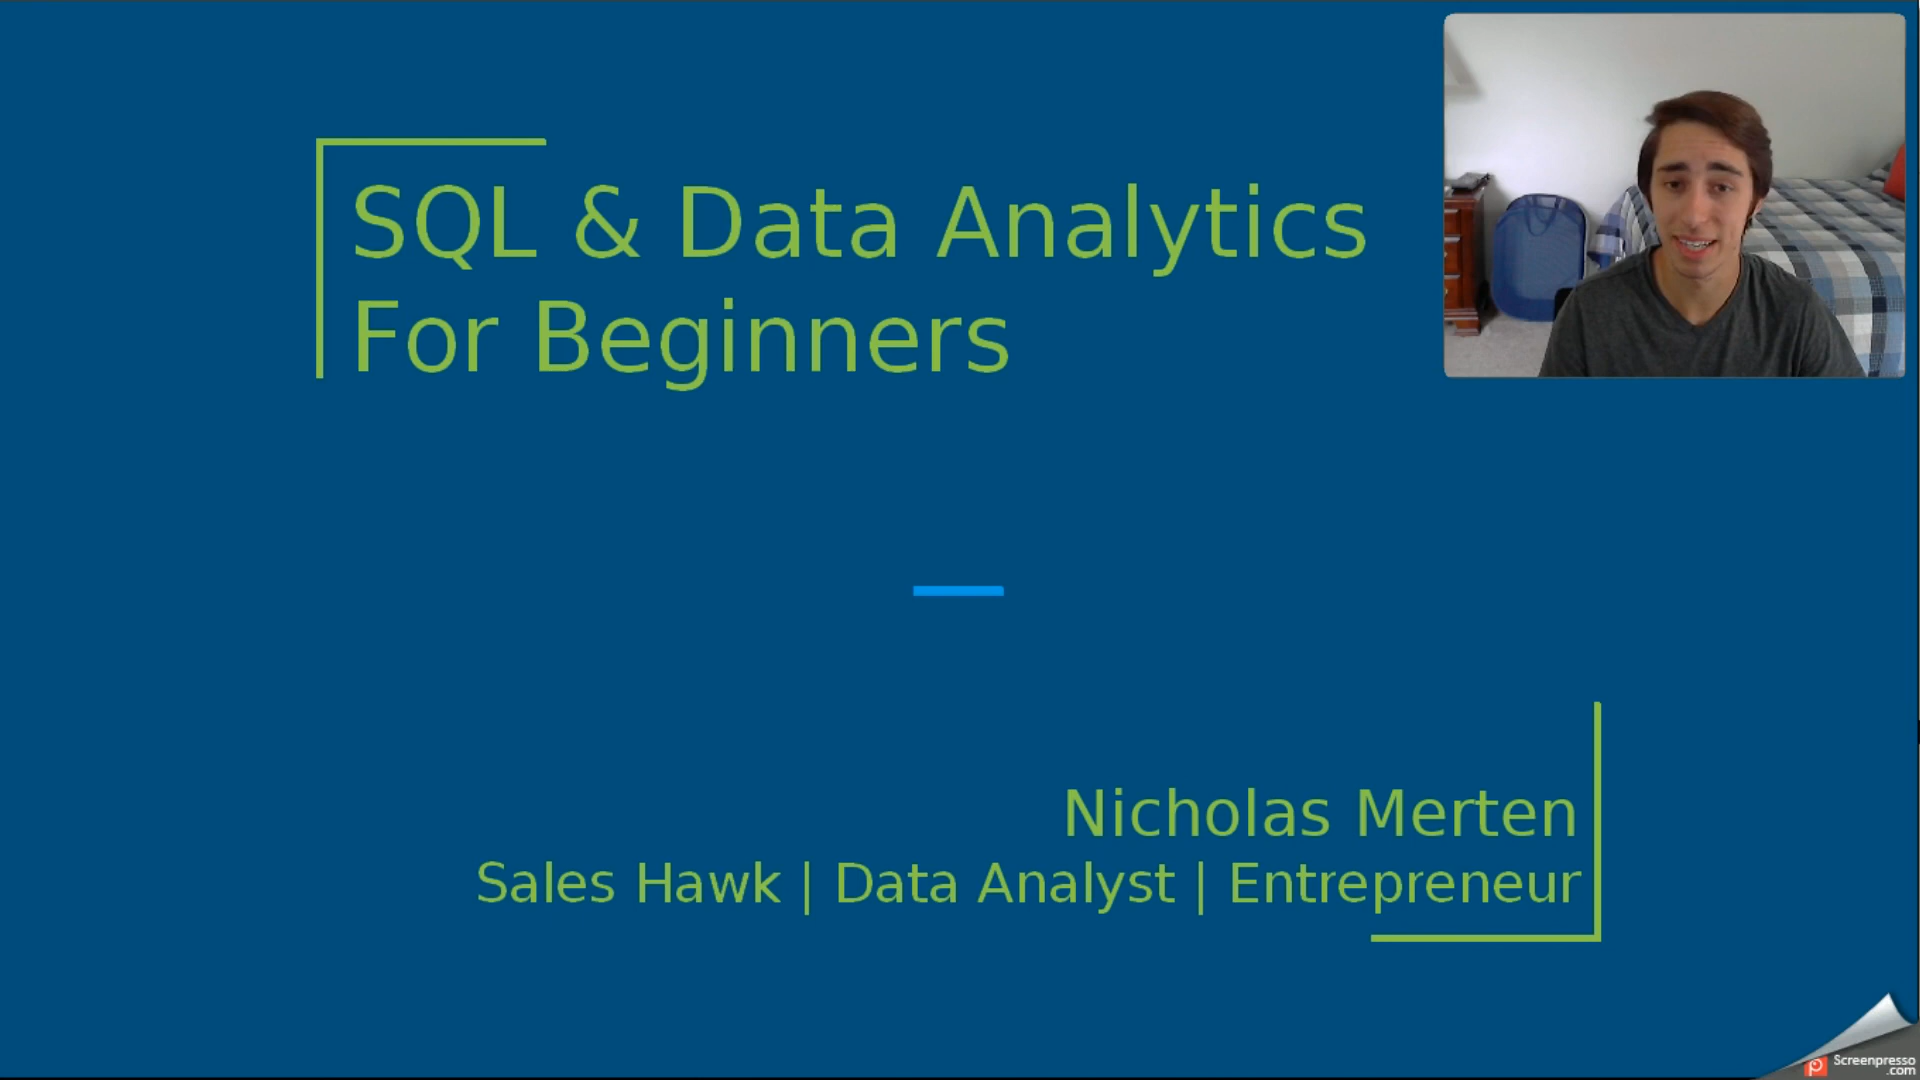 SQL & Data Analytics
For Beginners
Nicholas Merten
Sales Hawk | Data Analyst | Entrepreneur
Screenpresso
.com